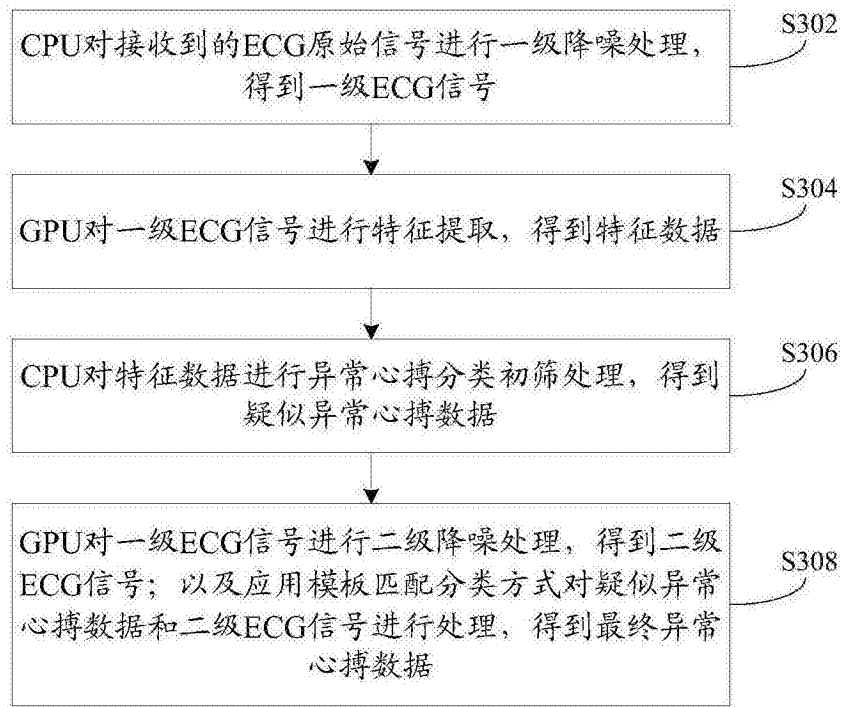 CPU对接收到的ECG原始信号进行一级降噪处理，
得到一级ECG信号
S302
GPU对一级ECG信号进行特征提取，得到特征数据
S304
CPU对特征数据进行异常心搏分类初筛处理，得到
疑似异常心搏数据
S306
GPU对一级ECG信号进行二级降噪处理，得到二级
ECG信号；以及应用模板匹配分类方式对疑似异常
心搏数据和二级ECG信号进行处理，得到最终异常
心搏数据
S308